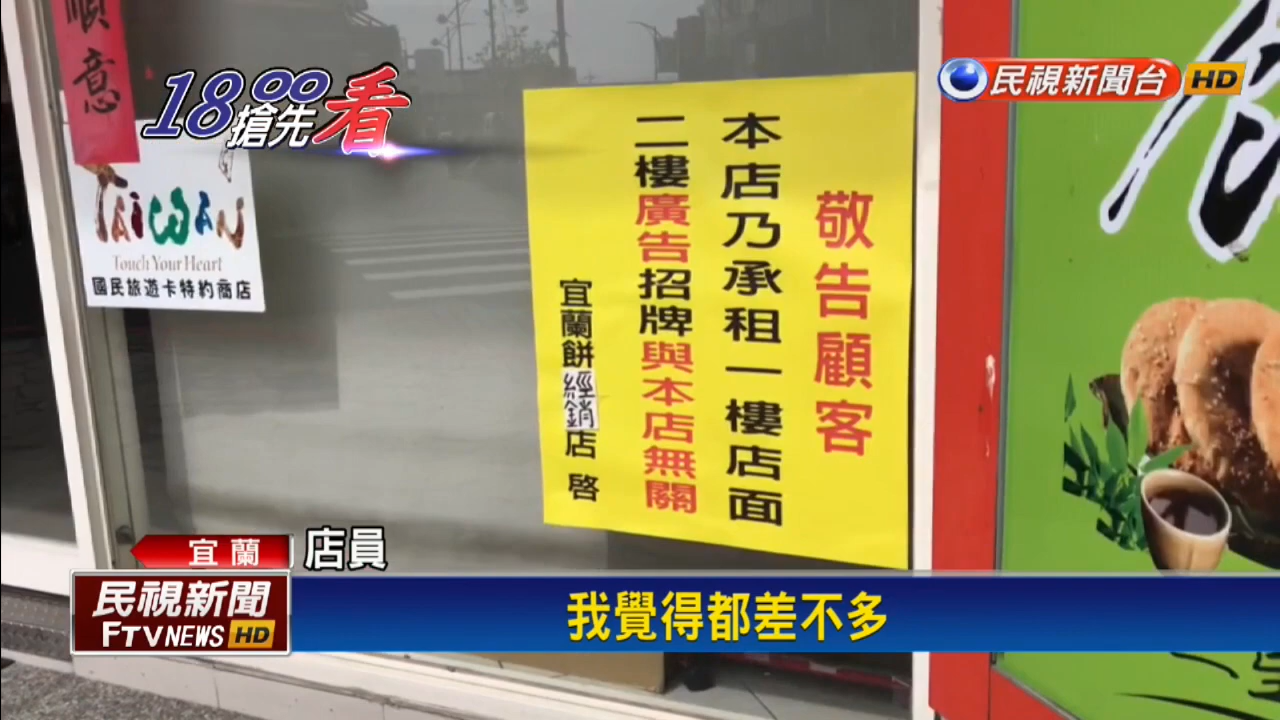 順意
18:00搶先看
民視新聞台 HD
TAIWAN
Touch Your Heart
國民旅遊卡特約商店
敬告顧客
本店乃承租一樓店面
二樓廣告招牌與本店無關
宜蘭餅經銷店 啓
宜蘭
店員
民視新聞
FTVNEWS HD
我覺得都差不多